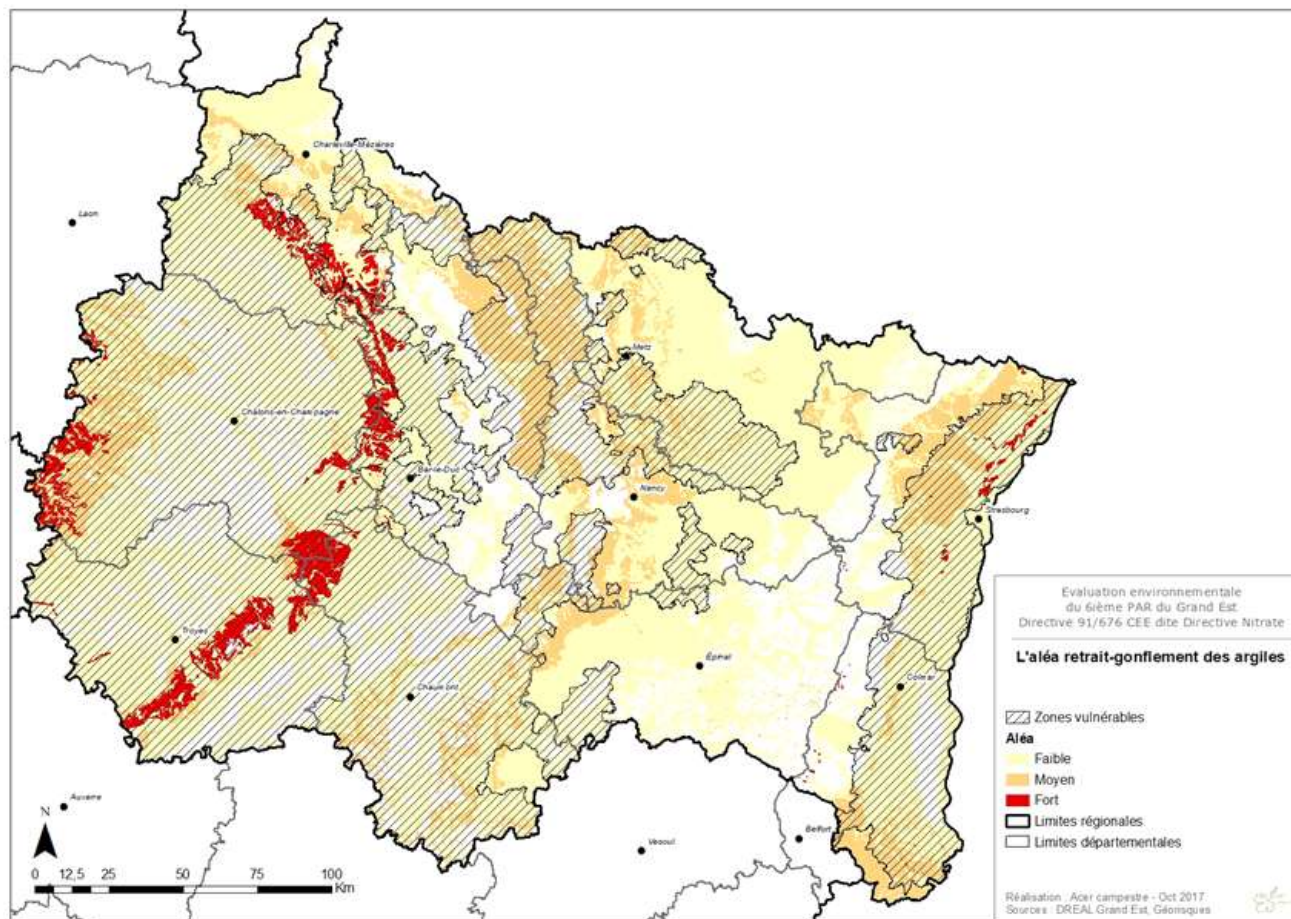 Charleville-Mézières
Laon
Metz
Châlons-en-Champagne
Bar-le-Duc
Nancy
Strasbourg
Troyes
Épinal
Chaumont
Colmar
Auxerre
Belfort
Vesoul
N
0 12,5 25 50 75 100
Km
Evaluation environnementale
du 6ième PAR du Grand Est
Directive 91/676 CEE dite Directive Nitrate
L'aléa retrait-gonflement des argiles
Zones vulnérables
Aléa
Faible
Moyen
Fort
Limites régionales
Limites départementales
Réalisation : Acer campestre - Oct 2017
Sources : DREAL Grand Est, Géorisques